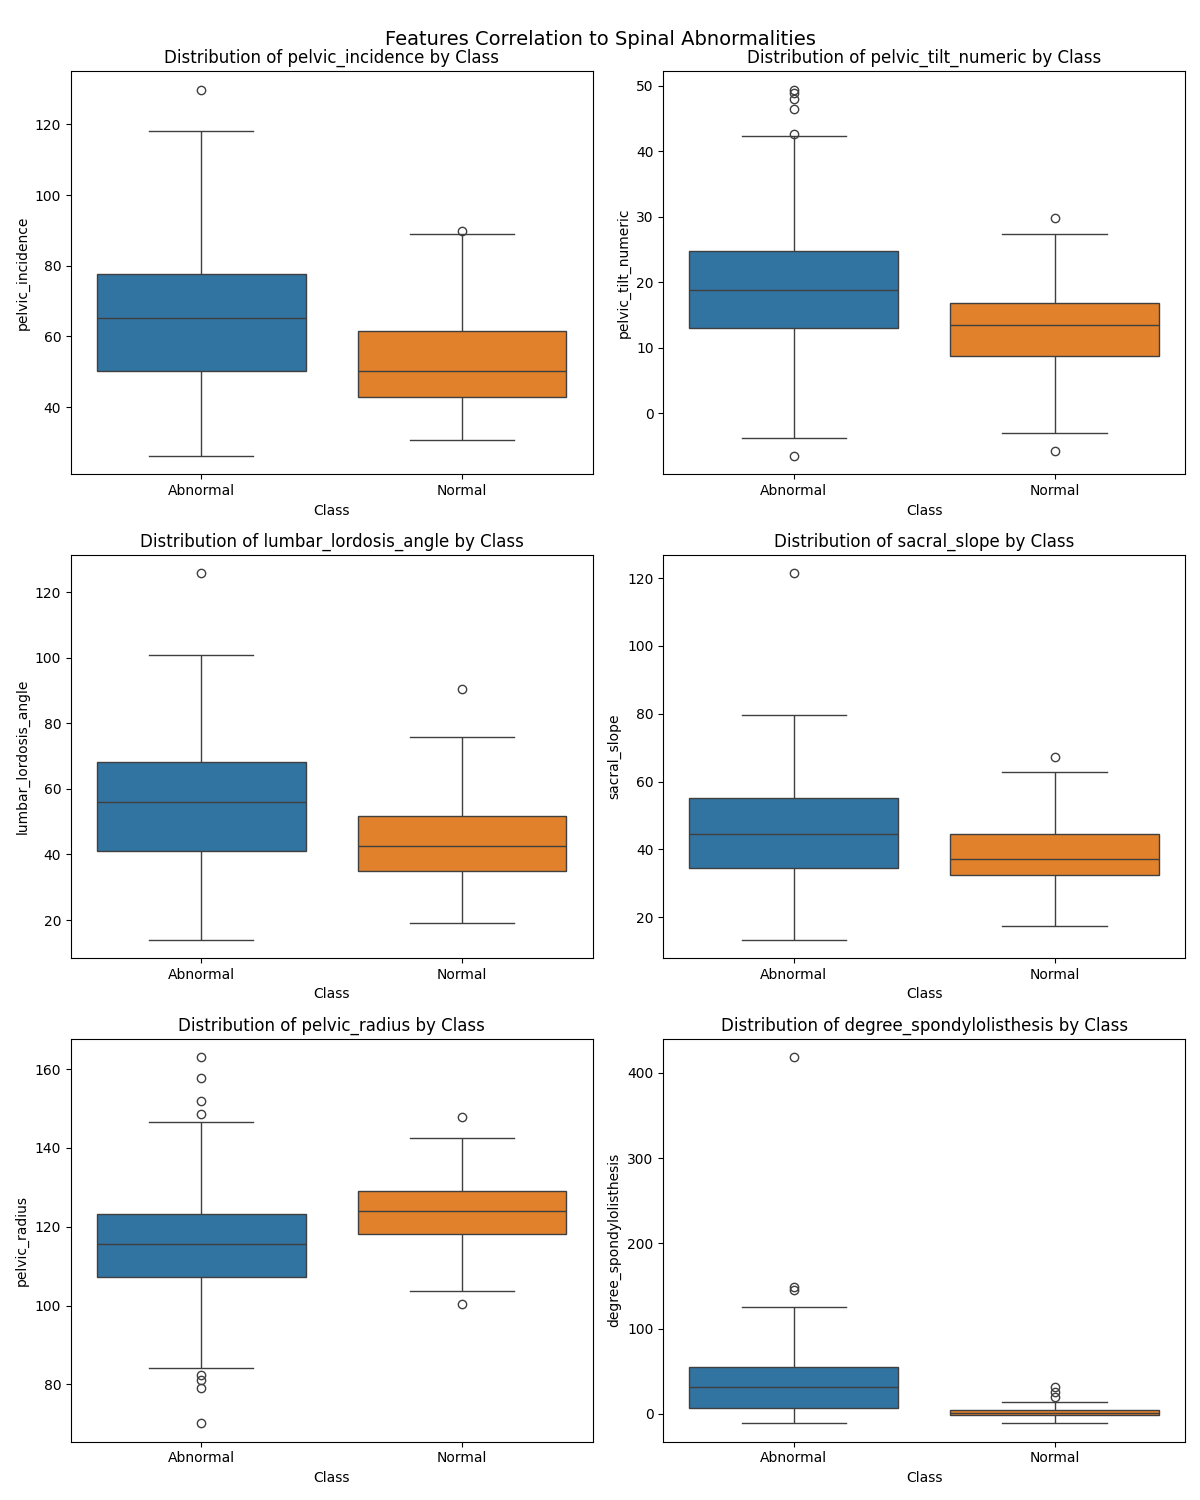 Features Correlation to Spinal Abnormalities
Distribution of pelvic_incidence by Class
pelvic_incidence
120
100
80
60
40
Abnormal Normal
Class
Distribution of pelvic_tilt_numeric by Class
pelvic_tilt_numeric
50
40
30
20
10
0
Abnormal Normal
Class
Distribution of lumbar_lordosis_angle by Class
lumbar_lordosis_angle
120
100
80
60
40
20
Abnormal Normal
Class
Distribution of sacral_slope by Class
sacral_slope
120
100
80
60
40
20
Abnormal Normal
Class
Distribution of pelvic_radius by Class
pelvic_radius
160
140
120
100
80
Abnormal Normal
Class
Distribution of degree_spondylolisthesis by Class
degree_spondylolisthesis
400
300
200
100
0
Abnormal Normal
Class